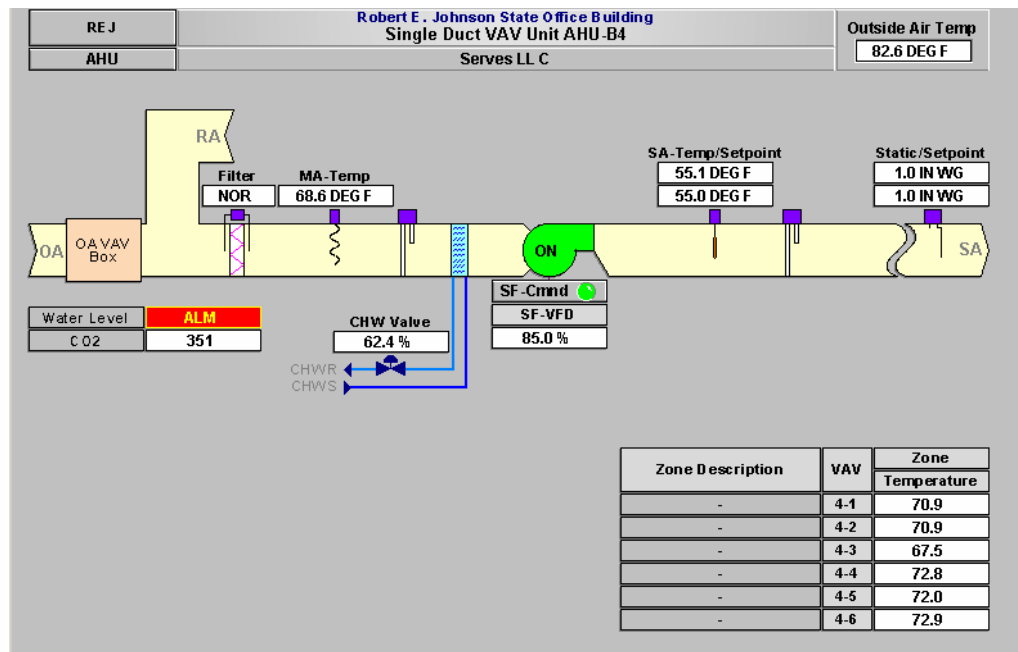 REJ
Robert E. Johnson State Office Building
Single Duct VAV Unit AHU-B4
Outside Air Temp
82.6 DEG F
AHU
Serves LL C
RA
Filter
NOR
MA-Temp
68.6 DEG F
SA-Temp/Setpoint
55.1 DEG F
55.0 DEG F
Static/Setpoint
1.0 IN WG
1.0 IN WG
OA
OA VAV
Box
ON
SA
Water Level ALM
CO2 351
CHW Valve
62.4 %
SF-Cmnd
SF-VFD
85.0 %
CHWR
CHWS
Zone Description VAV Zone
Temperature
- 4-1 70.9
- 4-2 70.9
- 4-3 67.5
- 4-4 72.8
- 4-5 72.0
- 4-6 72.9